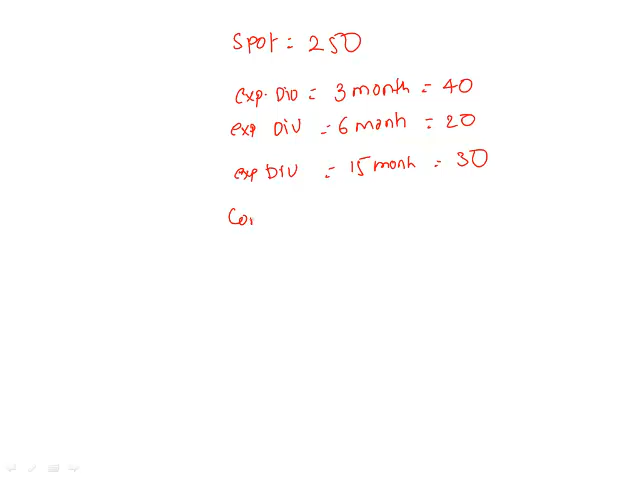 Spot = 250
exp. Div = 3 month = 40
exp Div = 6 month = 20
exp DIV = 15 month = 30